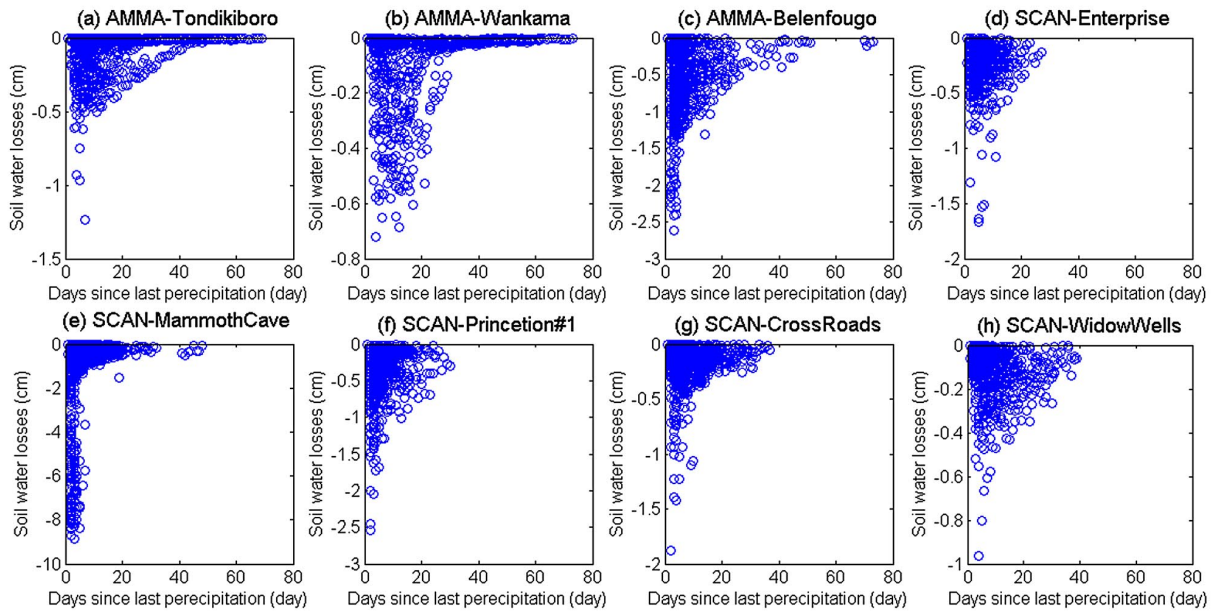 (a) AMMA-Tondikiboro
(b) AMMA-Wankama
(c) AMMA-Belenfougo
(d) SCAN-Enterprise
Soil water losses (cm)
0
-0.5
-1
-1.5
0 20 40 60 80
Days since last perecipitation (day)
Soil water losses (cm)
0
-0.2
-0.4
-0.6
-0.8
0 20 40 60 80
Days since last perecipitation (day)
Soil water losses (cm)
0
-0.5
-1
-1.5
-2
-2.5
-3
0 20 40 60 80
Days since last perecipitation (day)
Soil water losses (cm)
0
-0.5
-1
-1.5
-2
0 20 40 60 80
Days since last perecipitation (day)
(e) SCAN-MammothCave
(f) SCAN-Princetion#1
(g) SCAN-CrossRoads
(h) SCAN-WidowWells
Soil water losses (cm)
0
-2
-4
-6
-8
-10
0 20 40 60 80
Days since last perecipitation (day)
Soil water losses (cm)
0
-0.5
-1
-1.5
-2
-2.5
-3
0 20 40 60 80
Days since last perecipitation (day)
Soil water losses (cm)
0
-0.5
-1
-1.5
-2
0 20 40 60 80
Days since last perecipitation (day)
Soil water losses (cm)
0
-0.2
-0.4
-0.6
-0.8
-1
0 20 40 60 80
Days since last perecipitation (day)